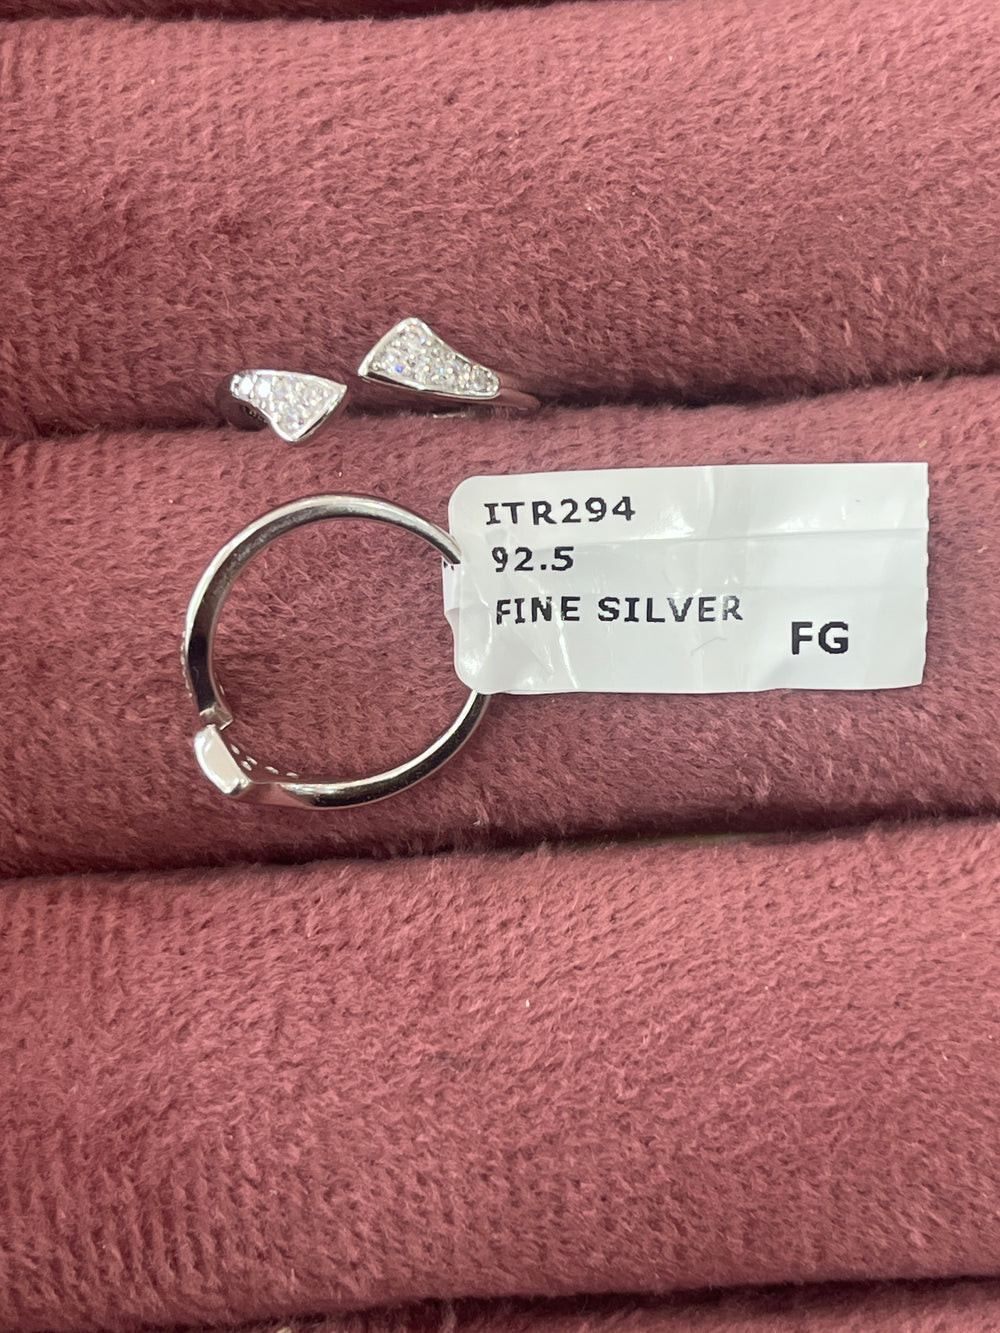 ITR294
92.5
FINE SILVER
FG